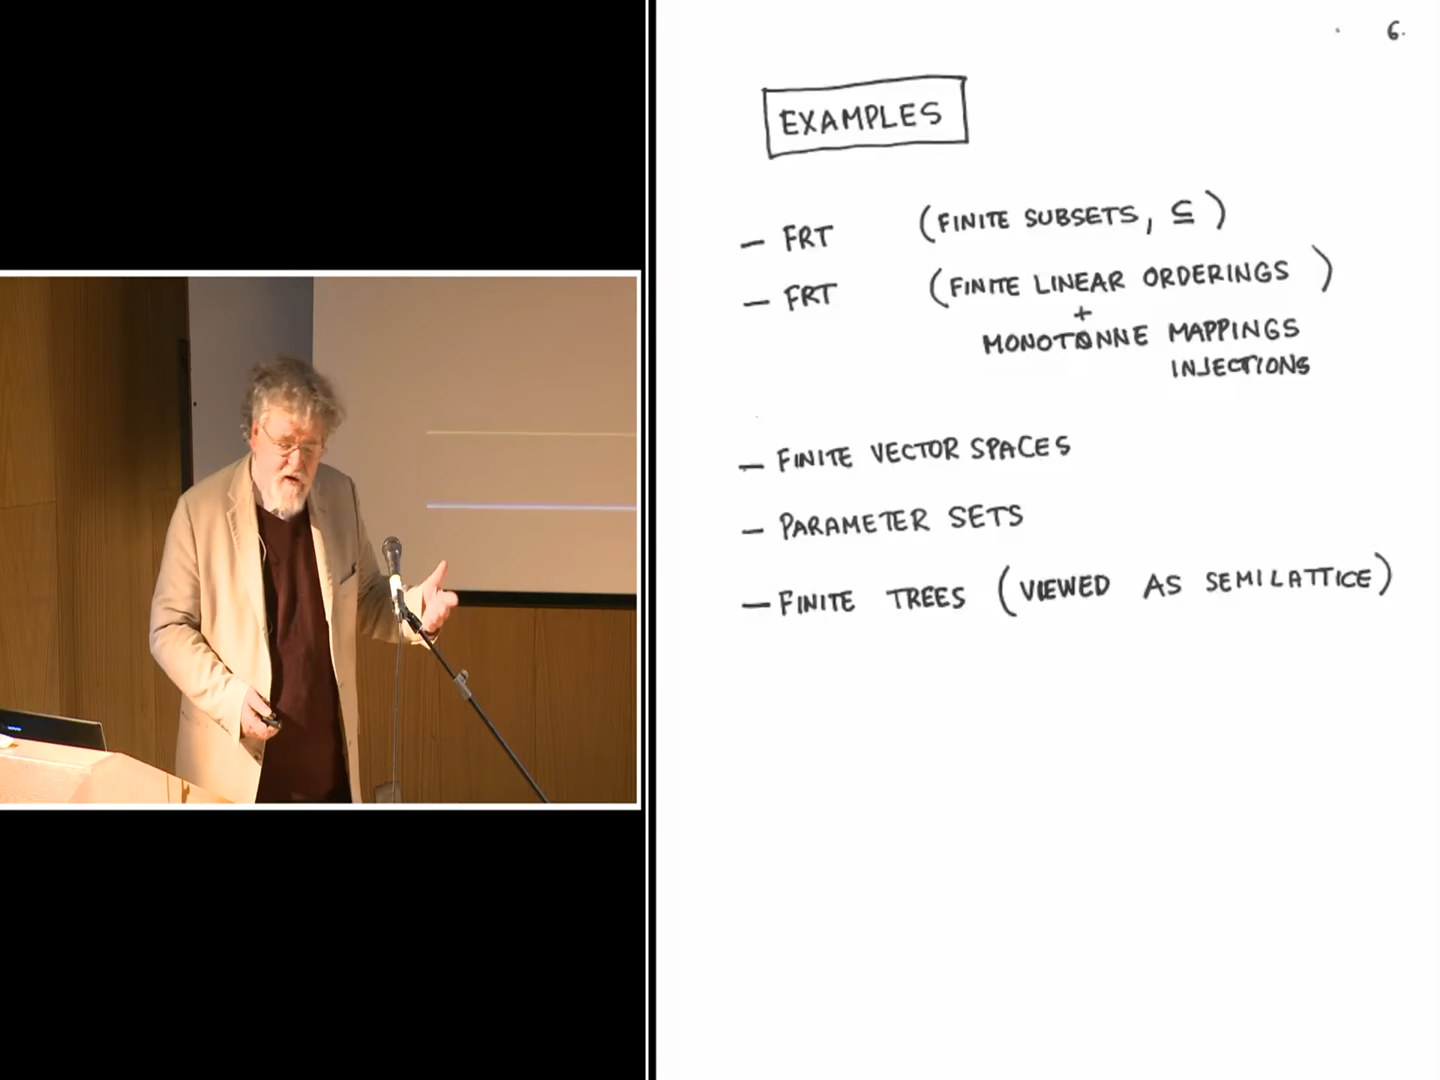 6.
EXAMPLES
— FRT (FINITE SUBSETS, ⊆)
— FRT (FINITE LINEAR ORDERINGS)
+
MONOTONNE MAPPINGS
INJECTIONS
— FINITE VECTOR SPACES
— PARAMETER SETS
— FINITE TREES (VIEWED AS SEMILATTICE)